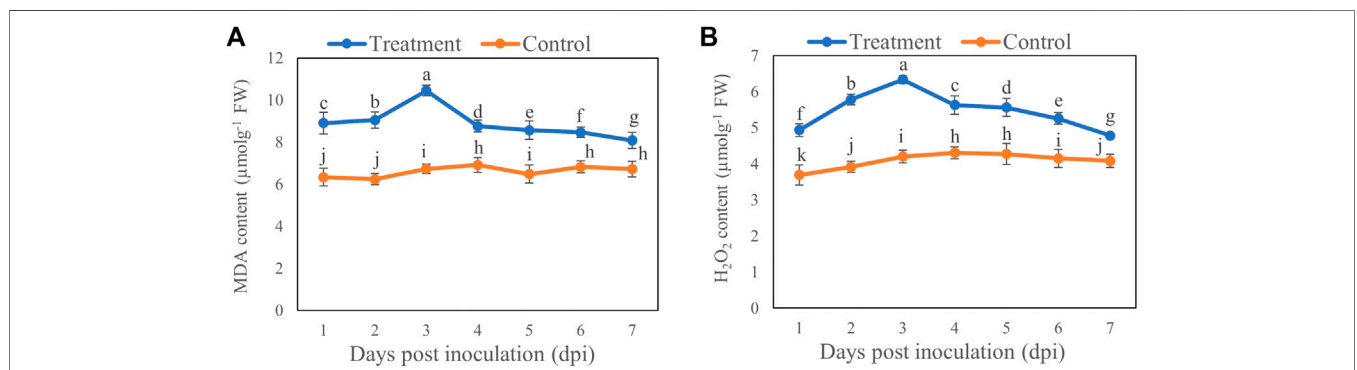 A
Treatment Control
MDA content (μmolg⁻¹ FW)
12
10
8
6
4
2
0
c b a d e f g
j j i h i h h
1 2 3 4 5 6 7
Days post inoculation (dpi)
B
Treatment Control
H₂O₂ content (μmolg⁻¹ FW)
7
6
5
4
3
2
1
0
f b a c d e g
k j i h h i j
1 2 3 4 5 6 7
Days post inoculation (dpi)